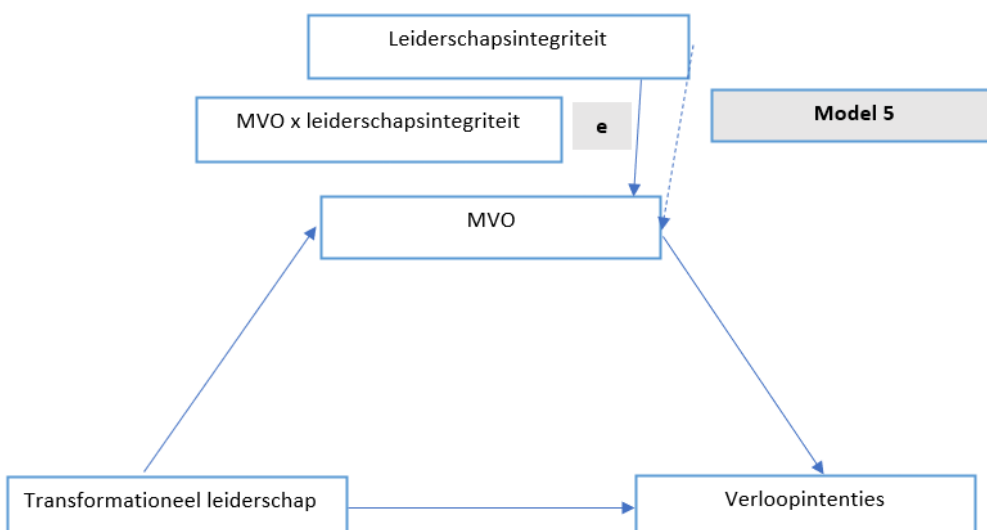 Leiderschapsintegriteit
MVO x leiderschapsintegriteit
e
Model 5
MVO
Transformationeel leiderschap
Verloopintenties